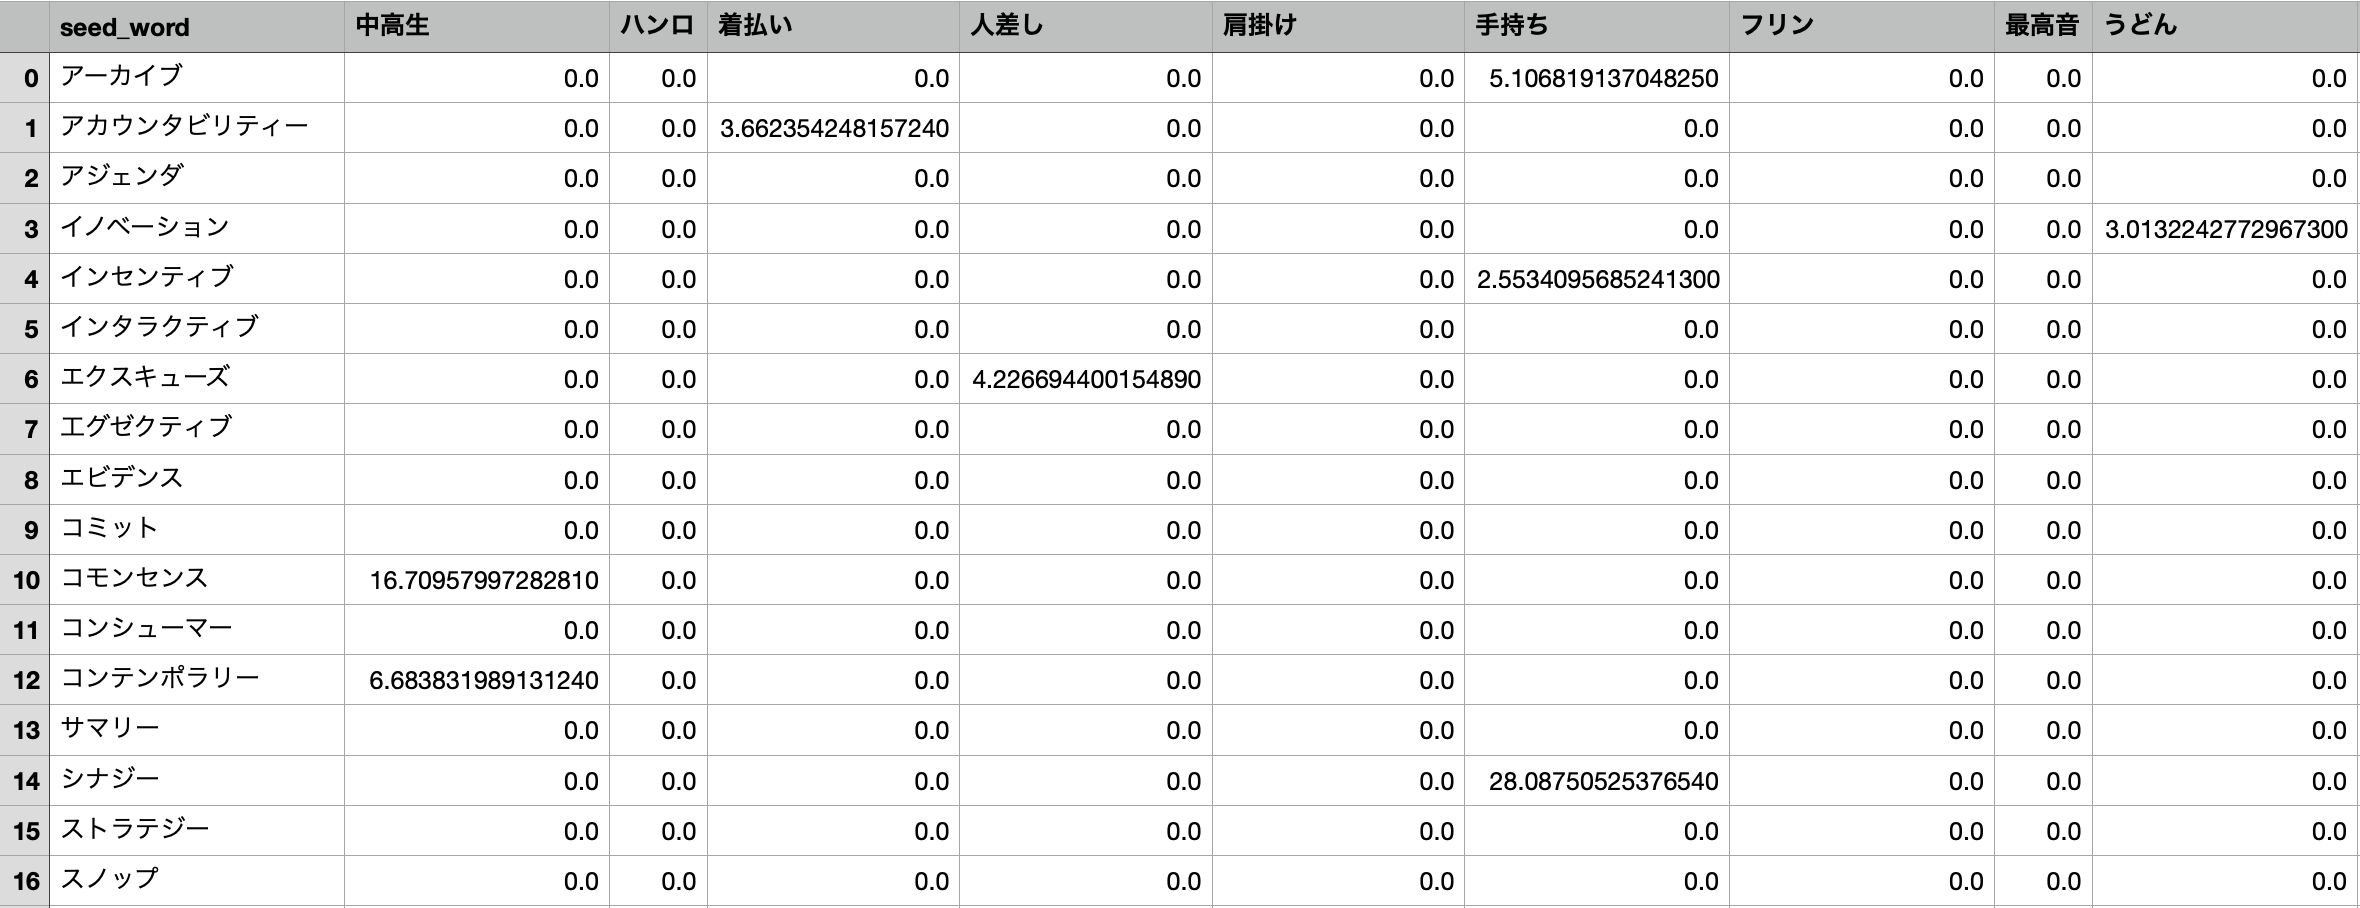 seed_word 中高生 ハンロ 着払い 人差し 肩掛け 手持ち フリン 最高音 うどん
0 アーカイブ 0.0 0.0 0.0 0.0 0.0 5.106819137048250 0.0 0.0 0.0
1 アカウンタビリティー 0.0 0.0 3.662354248157240 0.0 0.0 0.0 0.0 0.0 0.0
2 アジェンダ 0.0 0.0 0.0 0.0 0.0 0.0 0.0 0.0 0.0
3 イノベーション 0.0 0.0 0.0 0.0 0.0 0.0 0.0 0.0 3.0132242772967300
4 インセンティブ 0.0 0.0 0.0 0.0 0.0 2.5534095685241300 0.0 0.0 0.0
5 インタラクティブ 0.0 0.0 0.0 0.0 0.0 0.0 0.0 0.0 0.0
6 エクスキューズ 0.0 0.0 0.0 4.226694400154890 0.0 0.0 0.0 0.0 0.0
7 エグゼクティブ 0.0 0.0 0.0 0.0 0.0 0.0 0.0 0.0 0.0
8 エビデンス 0.0 0.0 0.0 0.0 0.0 0.0 0.0 0.0 0.0
9 コミット 0.0 0.0 0.0 0.0 0.0 0.0 0.0 0.0 0.0
10 コモンセンス 16.70957997282810 0.0 0.0 0.0 0.0 0.0 0.0 0.0 0.0
11 コンシューマー 0.0 0.0 0.0 0.0 0.0 0.0 0.0 0.0 0.0
12 コンテンポラリー 6.683831989131240 0.0 0.0 0.0 0.0 0.0 0.0 0.0 0.0
13 サマリー 0.0 0.0 0.0 0.0 0.0 0.0 0.0 0.0 0.0
14 シナジー 0.0 0.0 0.0 0.0 0.0 28.08750525376540 0.0 0.0 0.0
15 ストラテジー 0.0 0.0 0.0 0.0 0.0 0.0 0.0 0.0 0.0
16 スノップ 0.0 0.0 0.0 0.0 0.0 0.0 0.0 0.0 0.0